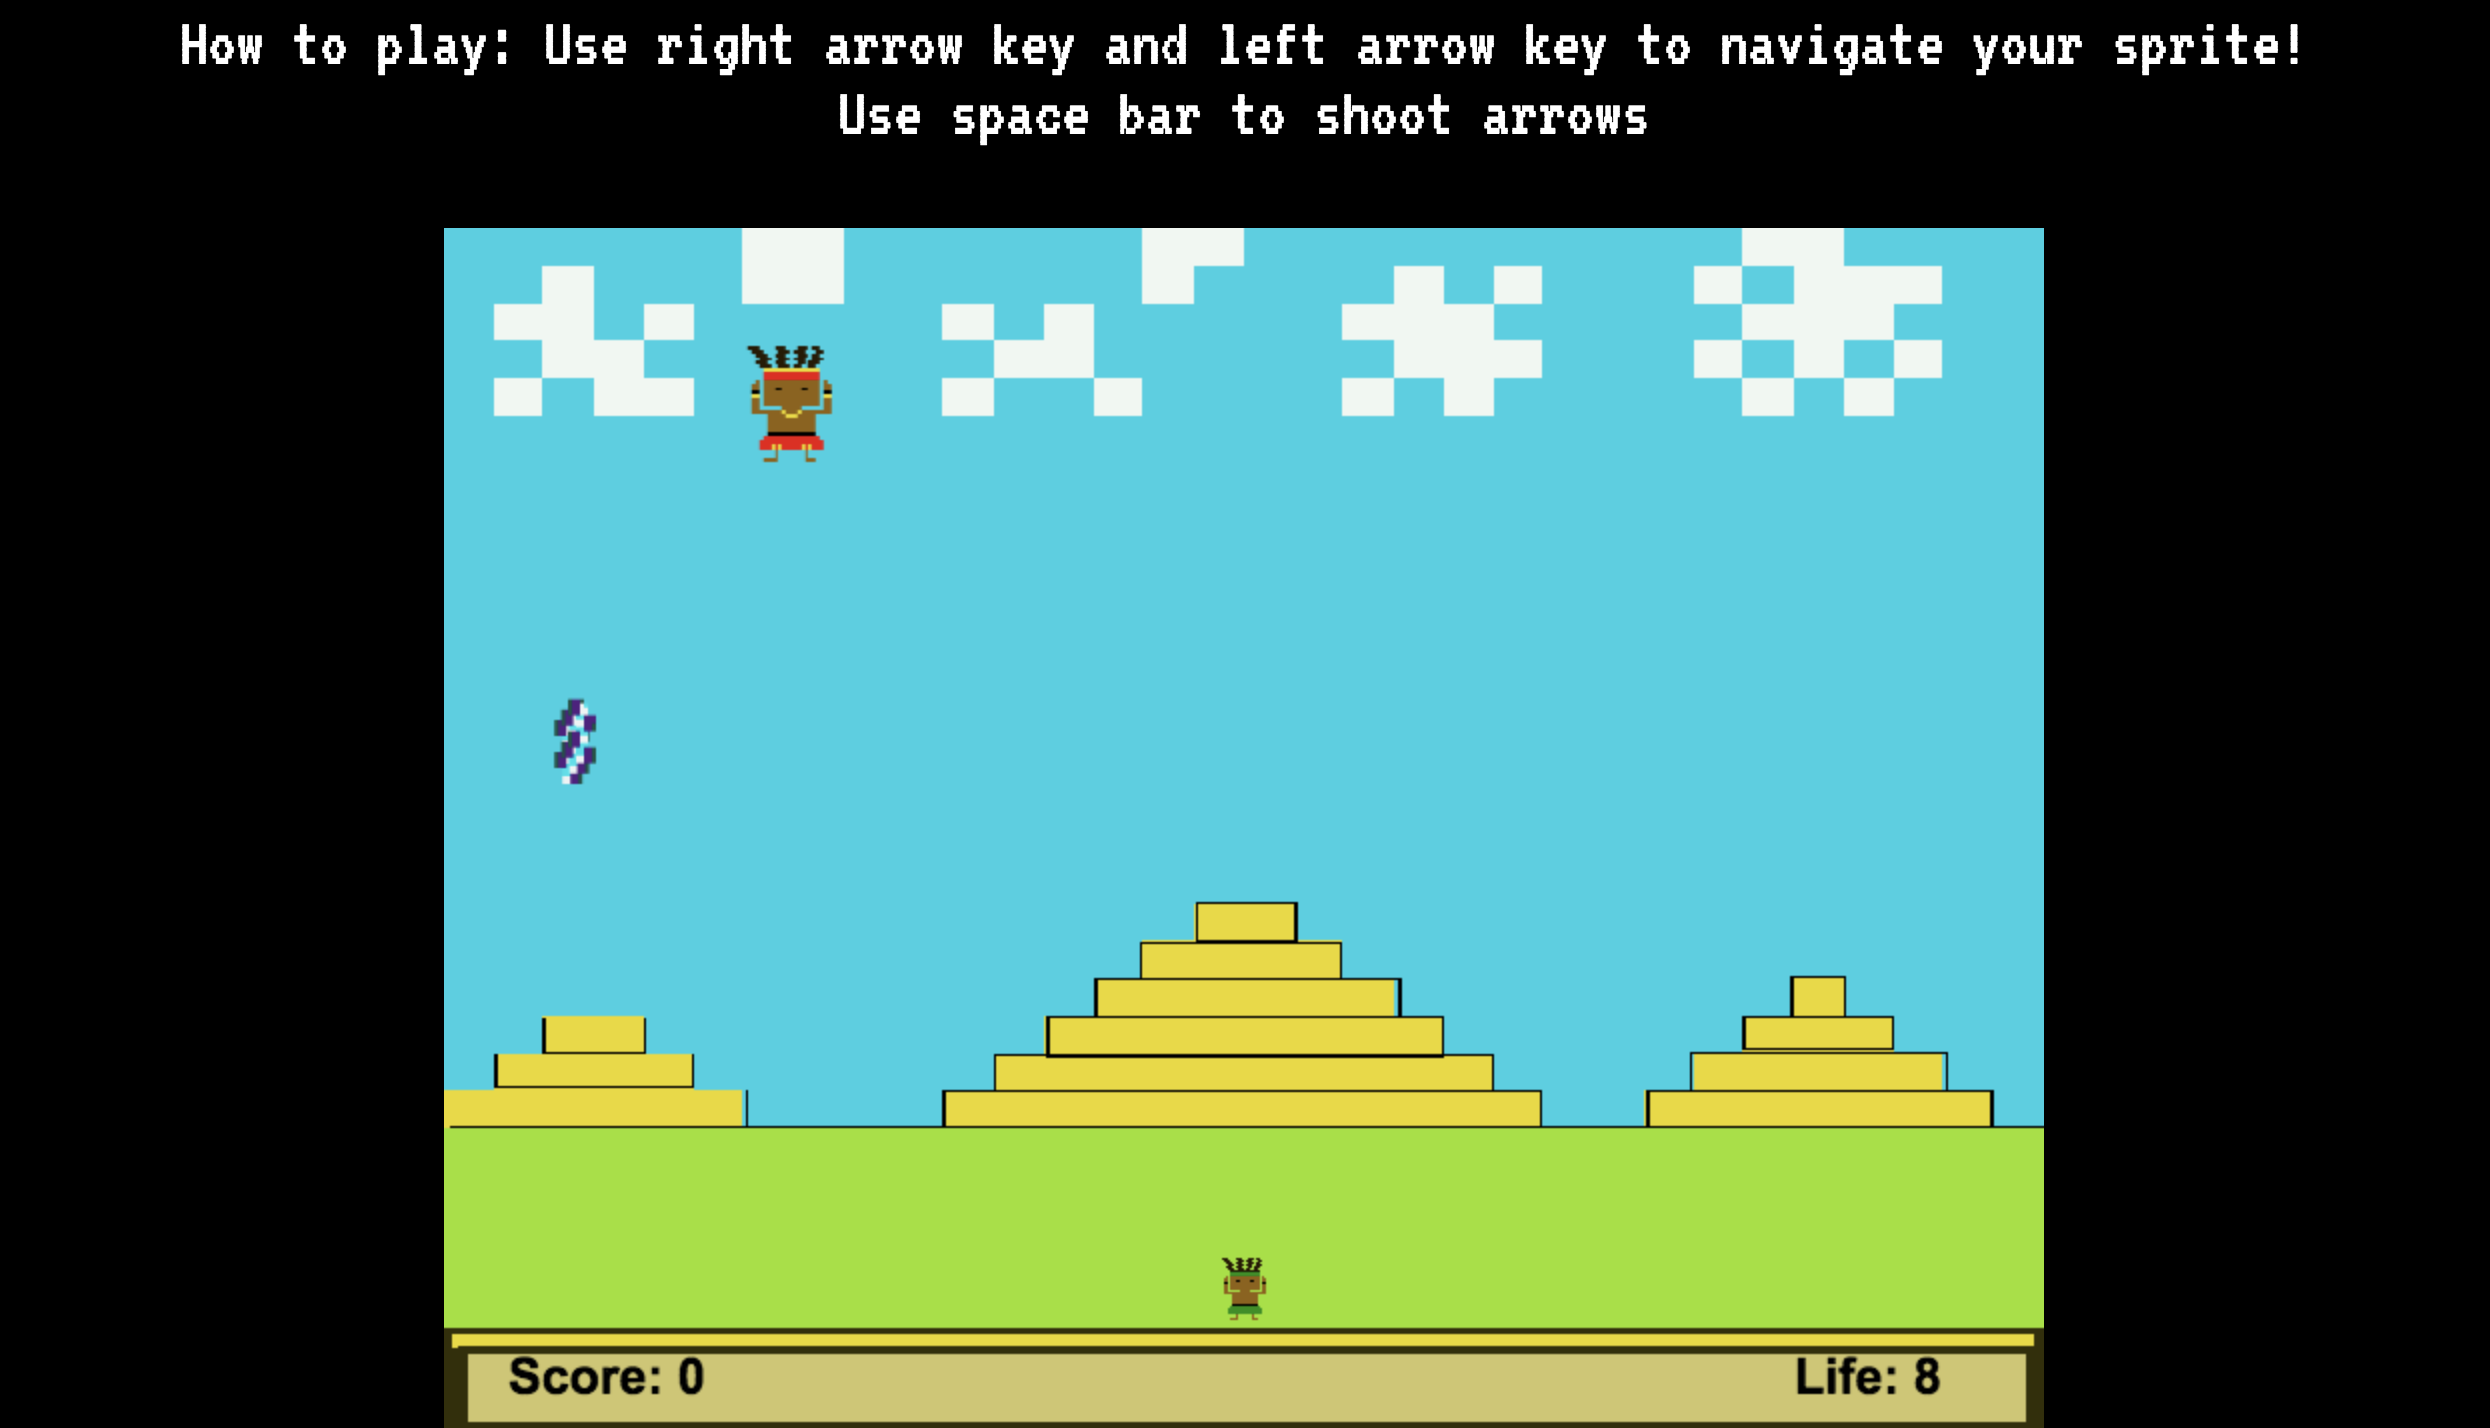 How to play: Use right arrow key and left arrow key to navigate your sprite!
Use space bar to shoot arrows
Score: 0
Life: 8